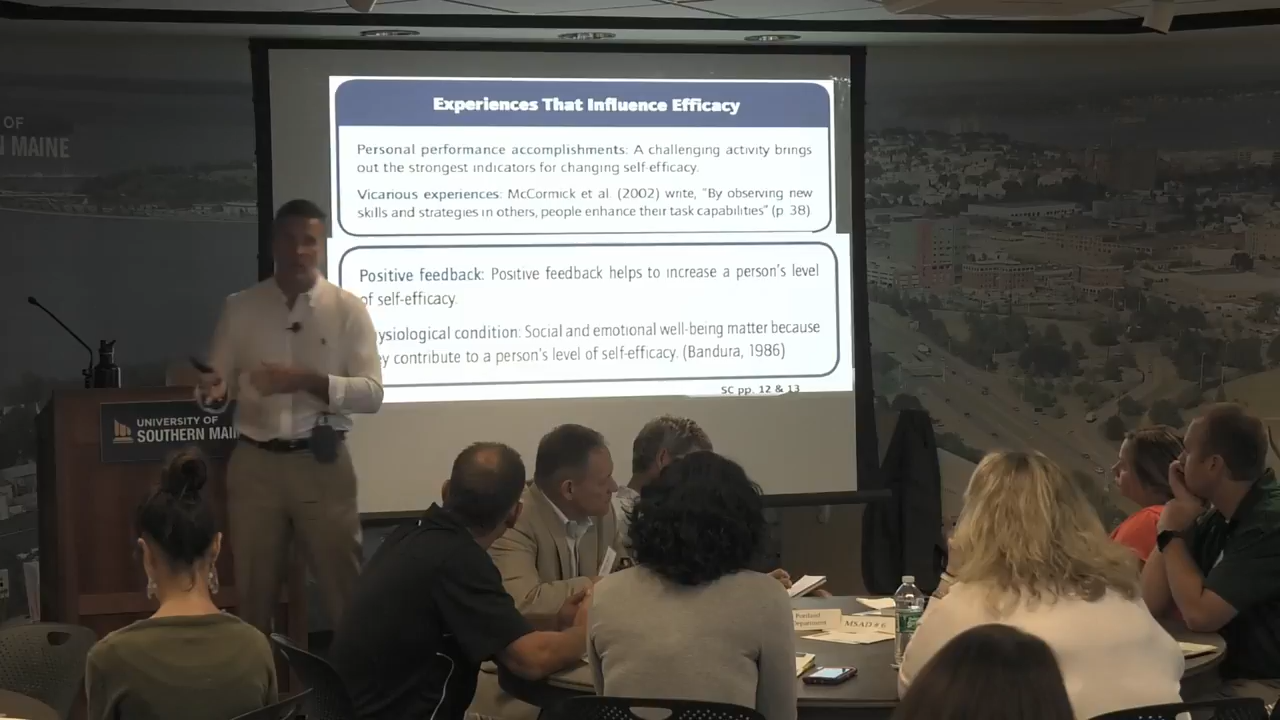 OF
N MAINE
Experiences That Influence Efficacy
Personal performance accomplishments: A challenging activity brings
out the strongest indicators for changing self-efficacy.
Vicarious experiences: McCormick et al. (2002) write, "By observing new
skills and strategies in others, people enhance their task capabilities" (p 38)
Positive feedback: Positive feedback helps to increase a person's level
of self-efficacy.
ysiological condition: Social and emotional well-being matter because
ey contribute to a person's level of self-efficacy. (Bandura, 1986)
SC pp. 12 & 13
UNIVERSITY OF
SOUTHERN MAIN
Portland
Department
MSAD #6